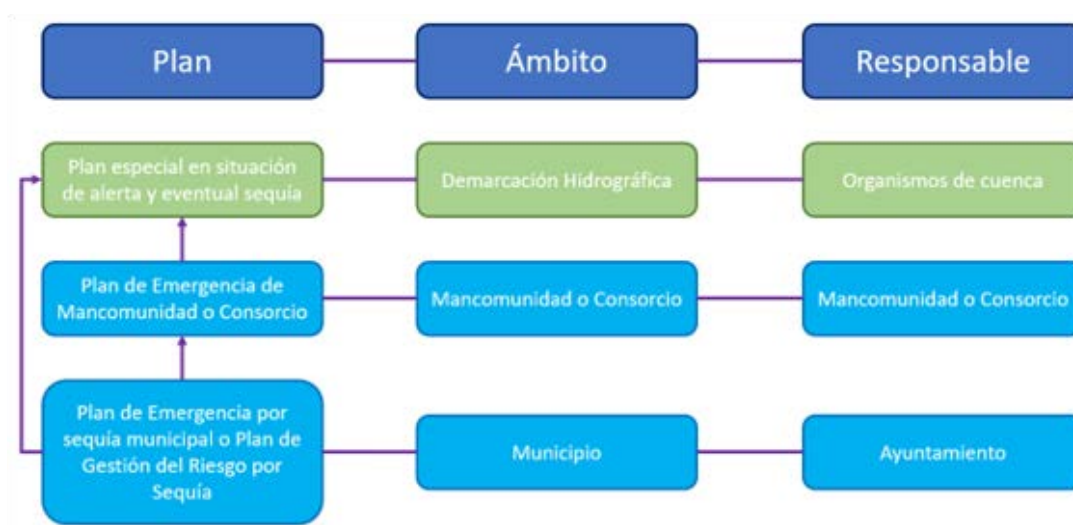 Plan
Ámbito
Responsable
Plan especial en situación
de alerta y eventual sequía
Demarcación Hidrográfica
Organismos de cuenca
Plan de Emergencia de
Mancomunidad o Consorcio
Mancomunidad o Consorcio
Mancomunidad o Consorcio
Plan de Emergencia por
sequía municipal o Plan de
Gestión del Riesgo por
Sequía
Municipio
Ayuntamiento